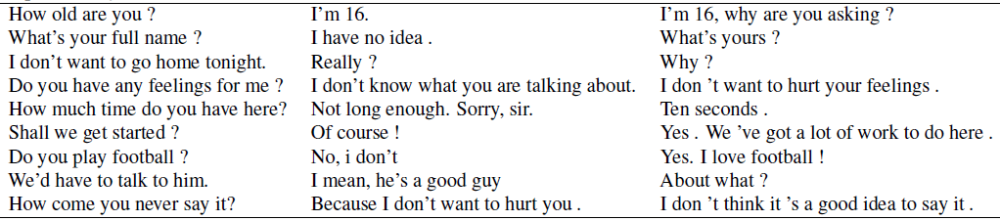 How old are you ? I'm 16. I'm 16, why are you asking ?
What's your full name ? I have no idea . What's yours ?
I don't want to go home tonight. Really ? Why ?
Do you have any feelings for me ? I don't know what you are talking about. I don 't want to hurt your feelings .
How much time do you have here? Not long enough. Sorry, sir. Ten seconds .
Shall we get started ? Of course ! Yes . We 've got a lot of work to do here .
Do you play football ? No, i don't Yes. I love football !
We'd have to talk to him. I mean, he's a good guy About what ?
How come you never say it? Because I don't want to hurt you . I don 't think it 's a good idea to say it .